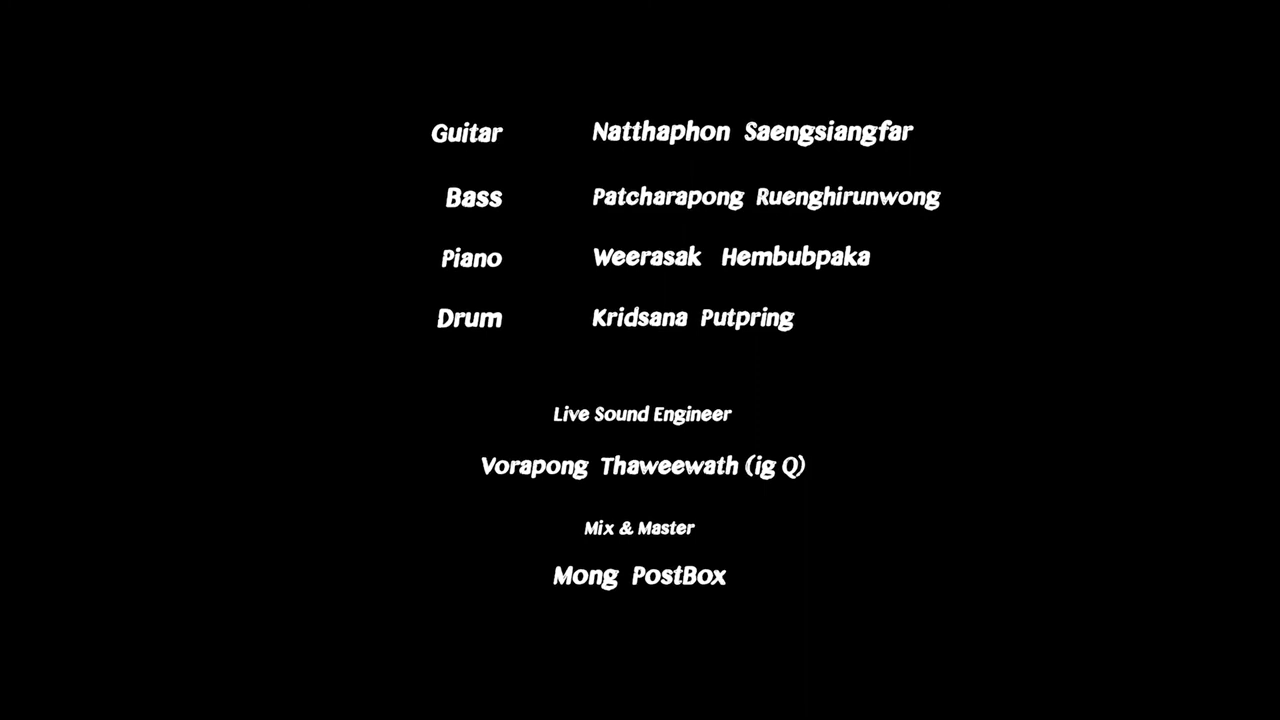 Guitar Natthaphon Saengsiangfar
Bass Patcharapong Ruenghirunwong
Piano Weerasak Hembubpaka
Drum Kridsana Putpring
Live Sound Engineer
Vorapong Thaweewath (ig Q)
Mix & Master
Mong PostBox